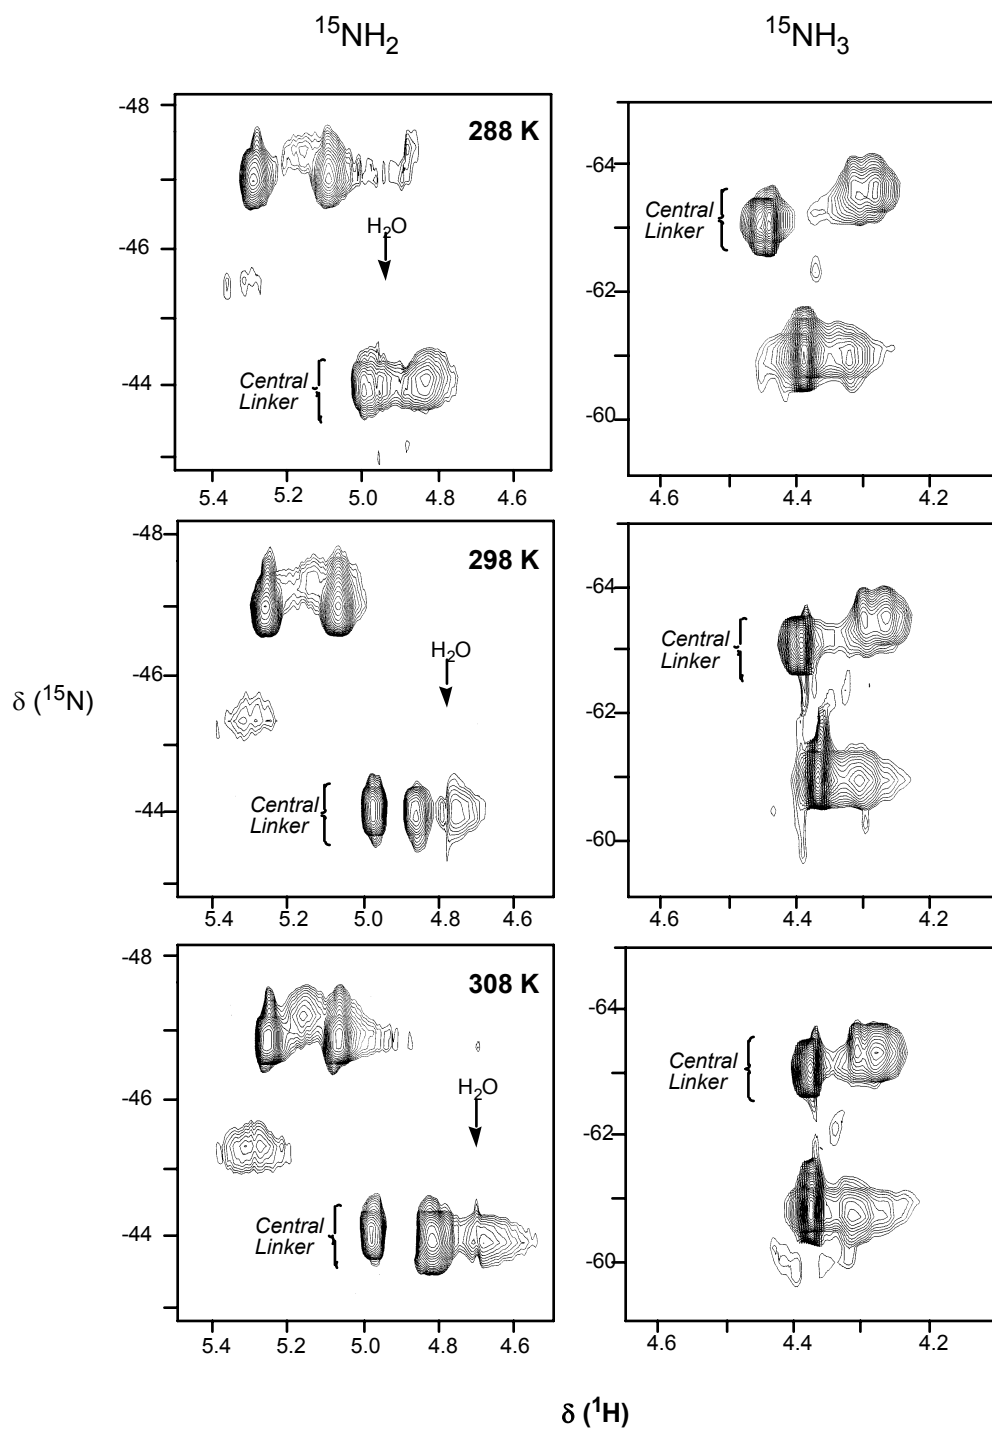 ¹⁵NH₂ ¹⁵NH₃
-48
288 K
-46
H₂O
-44
Central
Linker
5.4 5.2 5.0 4.8 4.6
-64
Central
Linker
-62
-60
4.6 4.4 4.2
-48
298 K
-46
H₂O
δ (¹⁵N)
-44
Central
Linker
5.4 5.2 5.0 4.8 4.6
-64
Central
Linker
-62
-60
4.6 4.4 4.2
-48
308 K
-46
H₂O
-44
Central
Linker
5.4 5.2 5.0 4.8 4.6
-64
Central
Linker
-62
-60
4.6 4.4 4.2
δ (¹H)